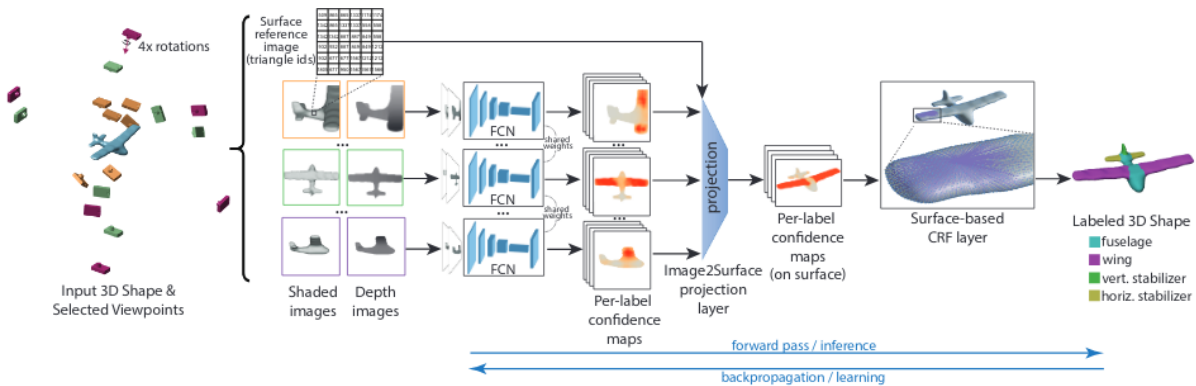 4x rotations
Input 3D Shape &
Selected Viewpoints
Surface
reference
image
(triangle ids)
...
...
Shaded
images
Depth
images
FCN
shared
weights
FCN
shared
weights
FCN
...
...
Per-label
confidence
maps
projection
Image2Surface
projection
layer
Per-label
confidence
maps
(on surface)
Surface-based
CRF layer
Labeled 3D Shape
fuselage
wing
vert. stabilizer
horiz. stabilizer
forward pass / inference
backpropagation / learning